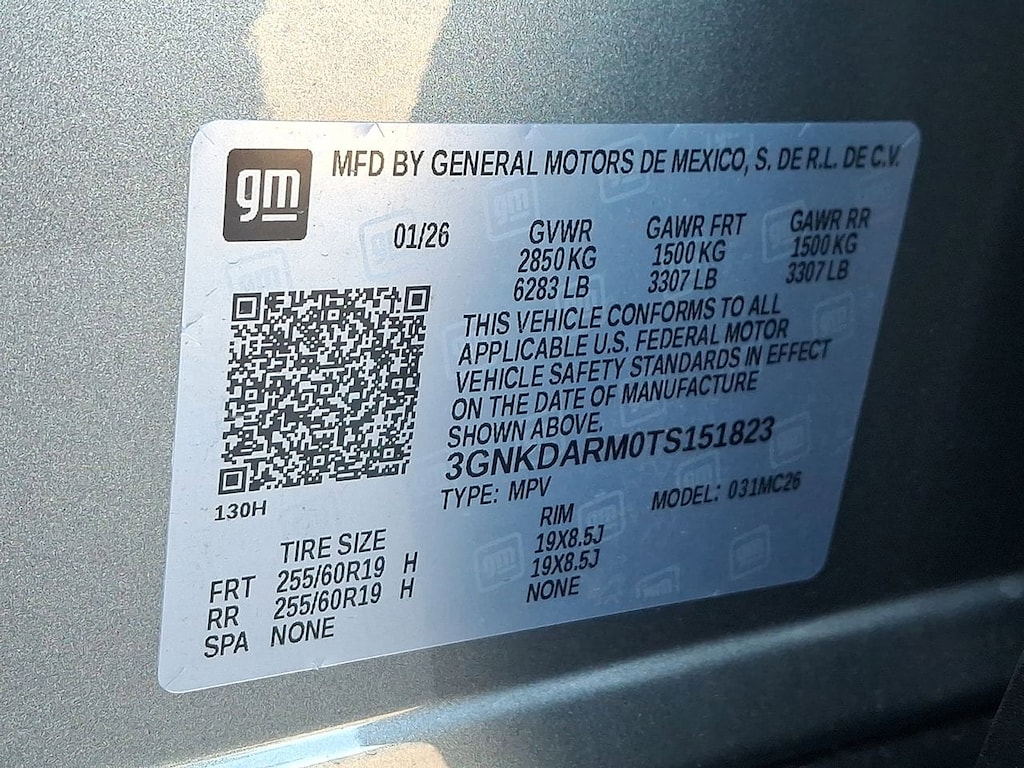 gm
MFD BY GENERAL MOTORS DE MEXICO, S. DE R.L. DE C.V.
01/26 GVWR GAWR FRT GAWR RR
2850 KG 1500 KG 1500 KG
6283 LB 3307 LB 3307 LB
THIS VEHICLE CONFORMS TO ALL
APPLICABLE U.S. FEDERAL MOTOR
VEHICLE SAFETY STANDARDS IN EFFECT
ON THE DATE OF MANUFACTURE
SHOWN ABOVE.
3GNKDARM0TS151823
TYPE: MPV MODEL: 031MC26
130H
TIRE SIZE RIM
FRT 255/60R19 H 19X8.5J
RR 255/60R19 H 19X8.5J
SPA NONE NONE